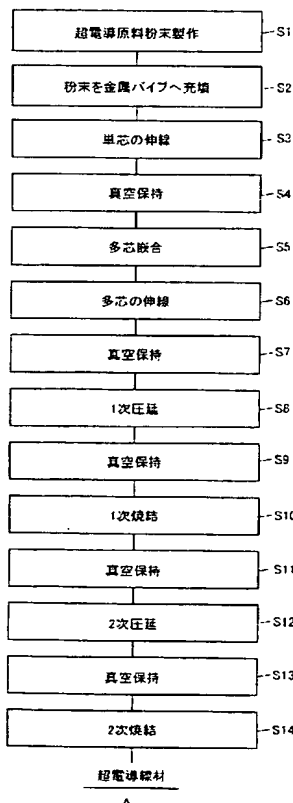 超電導原料粉末製作 S1
粉末を金属パイプへ充填 S2
単芯の伸線 S3
真空保持 S4
多芯嵌合 S5
多芯の伸線 S6
真空保持 S7
1次圧延 S8
真空保持 S9
1次焼結 S10
真空保持 S11
2次圧延 S12
真空保持 S13
2次焼結 S14
超電導線材